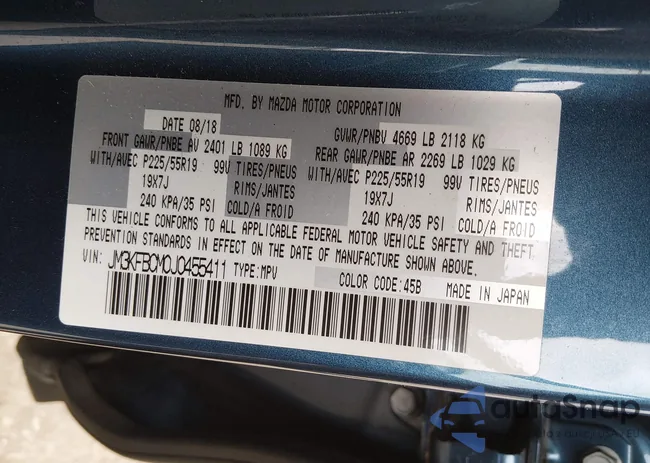 MFD. BY MAZDA MOTOR CORPORATION
DATE 08/18 GVWR/PNBV 4669 LB 2118 KG
FRONT GAWR/PNBE AV 2401 LB 1089 KG REAR GAWR/PNBE AR 2269 LB 1029 KG
WITH/AVEC P225/55R19 99V TIRES/PNEUS WITH/AVEC P225/55R19 99V TIRES/PNEUS
19X7J RIMS/JANTES 19X7J RIMS/JANTES
240 KPA/35 PSI COLD/A FROID 240 KPA/35 PSI COLD/A FROID
THIS VEHICLE CONFORMS TO ALL APPLICABLE FEDERAL MOTOR VEHICLE SAFETY AND THEFT
PREVENTION STANDARDS IN EFFECT ON THE DATE OF MANUFACTURE SHOWN ABOVE.
VIN: JM3KFBCM0J0455411 TYPE: MPV
COLOR CODE: 45B MADE IN JAPAN
autoSnap